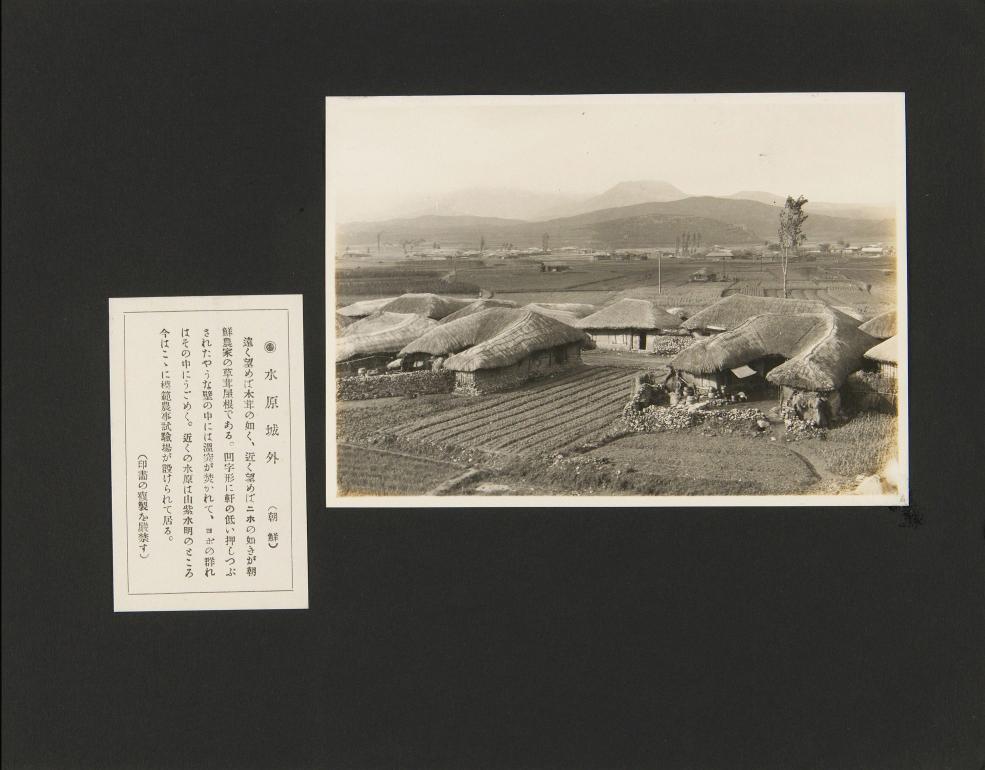 水原城外 (朝鮮)
遠く望めば木茸の如く、近く望めばニホの如きが朝
鮮農家の草茸屋根である。凹字形に軒の低い押しつぶ
されたやうな壁の中には溫突が焚かれて、ヨボの群れ
はその中にうごめく。近くの水原は山紫水明のところ
今はこゝに模範農事試驗場が設けられて居る。
(印畵の複製を嚴禁す)